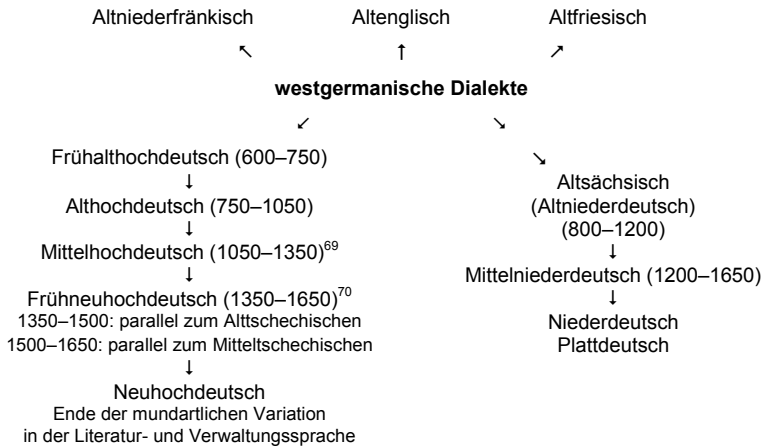 Altniederfränkisch Altenglisch Altfriesisch
↖ ↑ ↗
westgermanische Dialekte
↙ ↘
Frühalthochdeutsch (600–750)
↓
Althochdeutsch (750–1050)
↓
Mittelhochdeutsch (1050–1350)69
↓
Frühneuhochdeutsch (1350–1650)70
1350–1500: parallel zum Alttschechischen
1500–1650: parallel zum Mitteltschechischen
↓
Neuhochdeutsch
Ende der mundartlichen Variation
in der Literatur- und Verwaltungssprache
↘
Altsächsisch
(Altniederdeutsch)
(800–1200)
↓
Mittelniederdeutsch (1200–1650)
↓
Niederdeutsch
Plattdeutsch